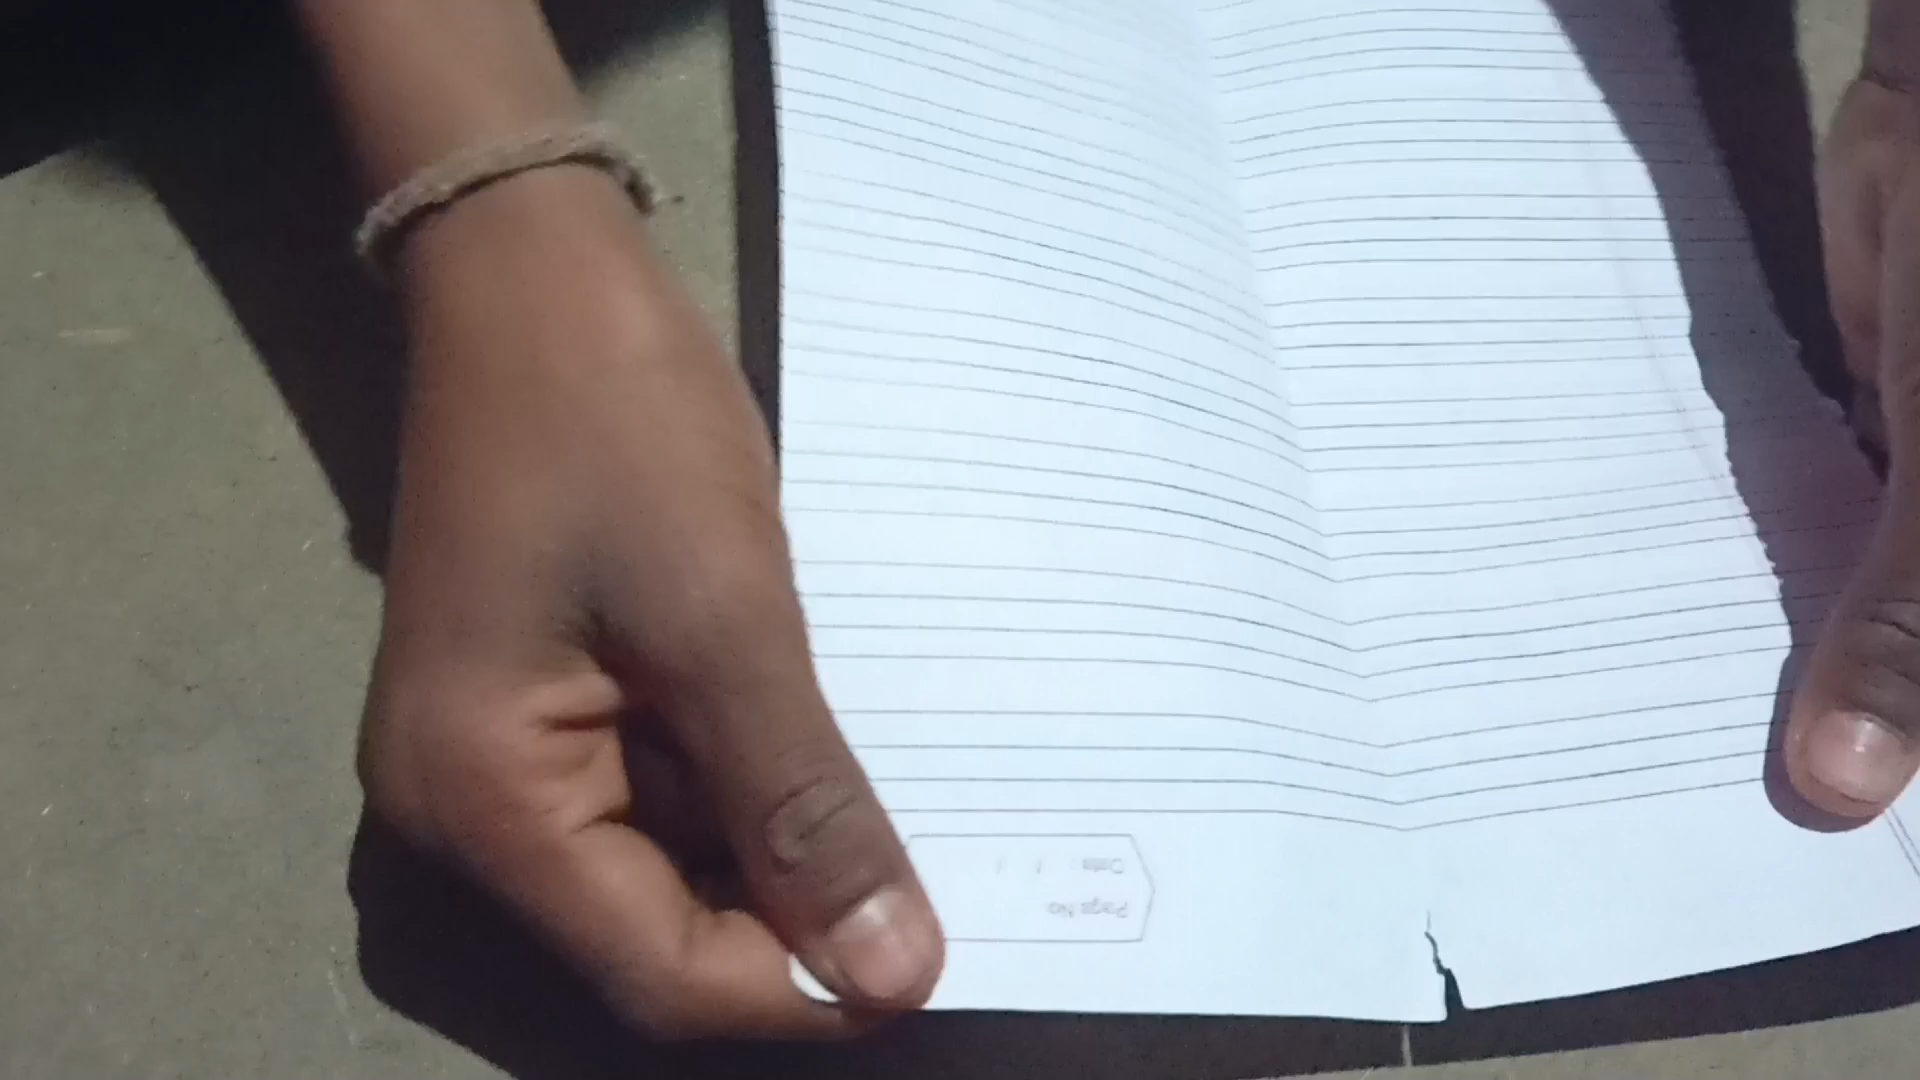 Page No
Date : / /